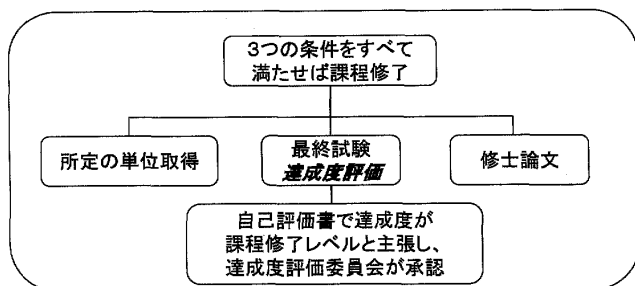 3つの条件をすべて
満たせば課程修了
所定の単位取得
最終試験
達成度評価
修士論文
自己評価書で達成度が
課程修了レベルと主張し、
達成度評価委員会が承認